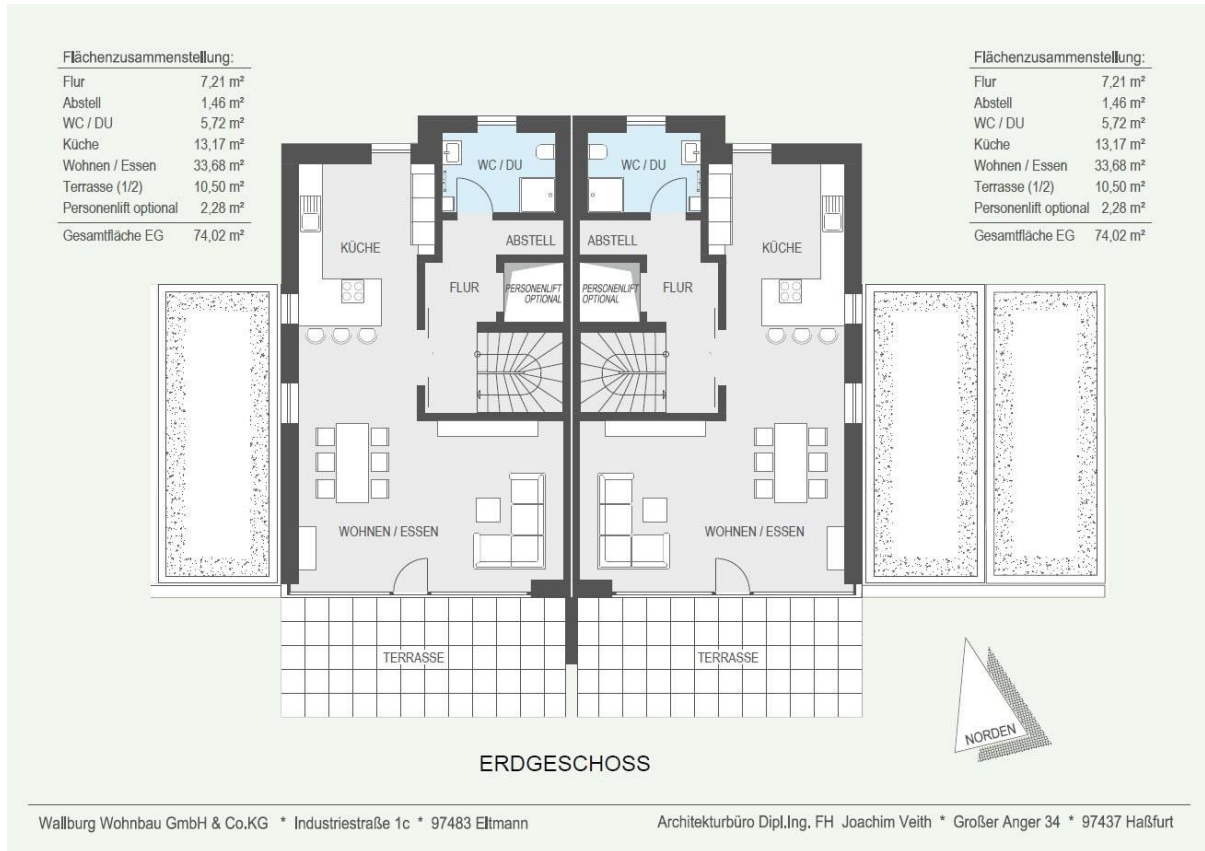 Flächenzusammenstellung:
Flur 7,21 m²
Abstell 1,46 m²
WC / DU 5,72 m²
Küche 13,17 m²
Wohnen / Essen 33,68 m²
Terrasse (1/2) 10,50 m²
Personenlift optional 2,28 m²
Gesamtfläche EG 74,02 m²
Flächenzusammenstellung:
Flur 7,21 m²
Abstell 1,46 m²
WC / DU 5,72 m²
Küche 13,17 m²
Wohnen / Essen 33,68 m²
Terrasse (1/2) 10,50 m²
Personenlift optional 2,28 m²
Gesamtfläche EG 74,02 m²
WC / DU
WC / DU
KÜCHE
ABSTELL
ABSTELL
KÜCHE
FLUR
PERSONENLIFT
OPTIONAL
PERSONENLIFT
OPTIONAL
FLUR
WOHNEN / ESSEN
WOHNEN / ESSEN
TERRASSE
TERRASSE
NORDEN
ERDGESCHOSS
Wallburg Wohnbau GmbH & Co.KG * Industriestraße 1c * 97483 Eltmann
Architekturbüro Dipl.Ing. FH Joachim Veith * Großer Anger 34 * 97437 Haßfurt